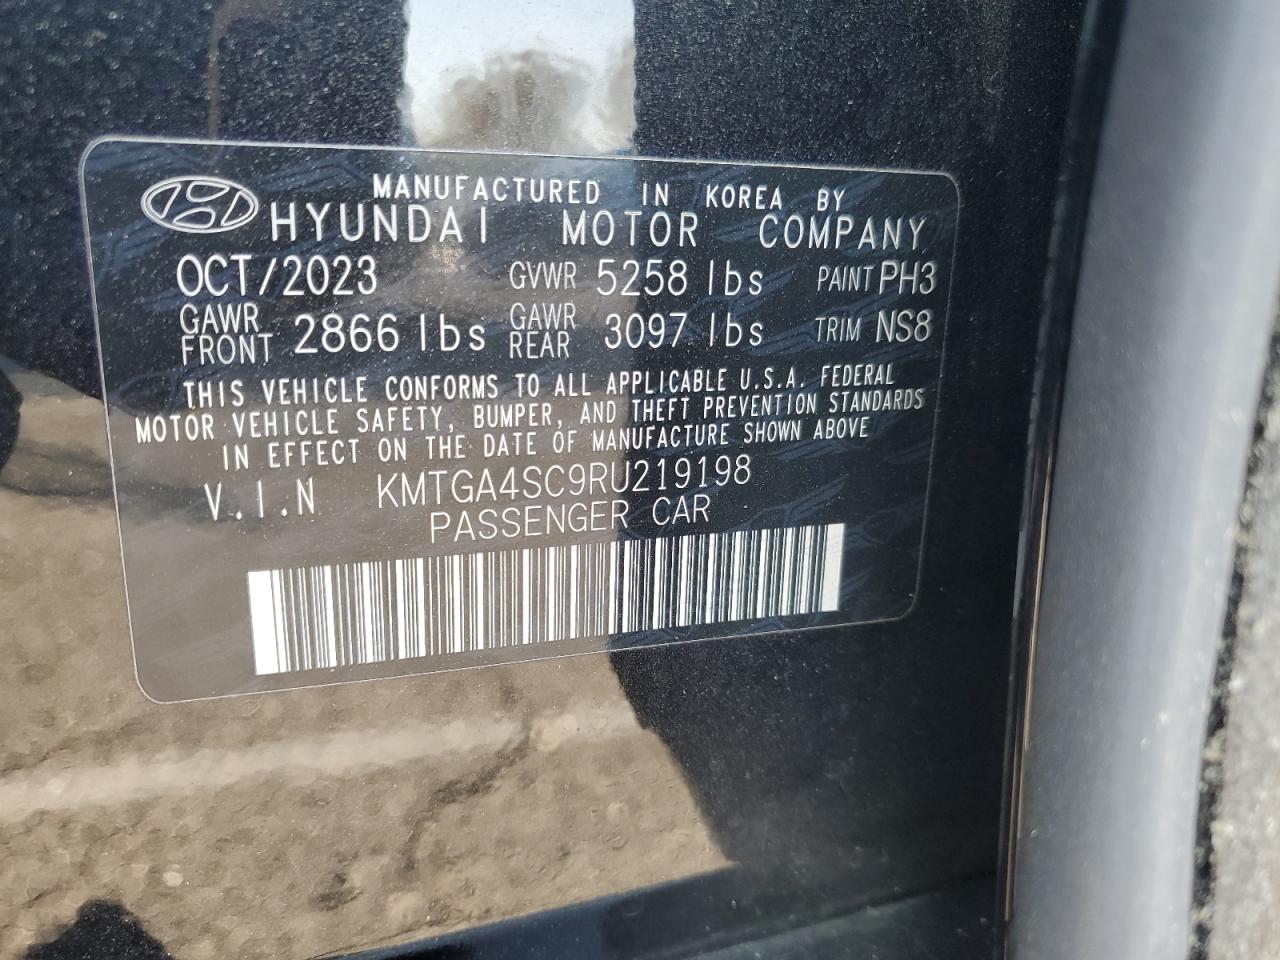 MANUFACTURED IN KOREA BY
HYUNDAI MOTOR COMPANY
OCT/2023 GVWR 5258 lbs PAINT PH3
GAWR FRONT 2866 lbs GAWR REAR 3097 lbs TRIM NS8
THIS VEHICLE CONFORMS TO ALL APPLICABLE U.S.A. FEDERAL
MOTOR VEHICLE SAFETY, BUMPER, AND THEFT PREVENTION STANDARDS
IN EFFECT ON THE DATE OF MANUFACTURE SHOWN ABOVE
V.I.N KMTGA4SC9RU219198
PASSENGER CAR